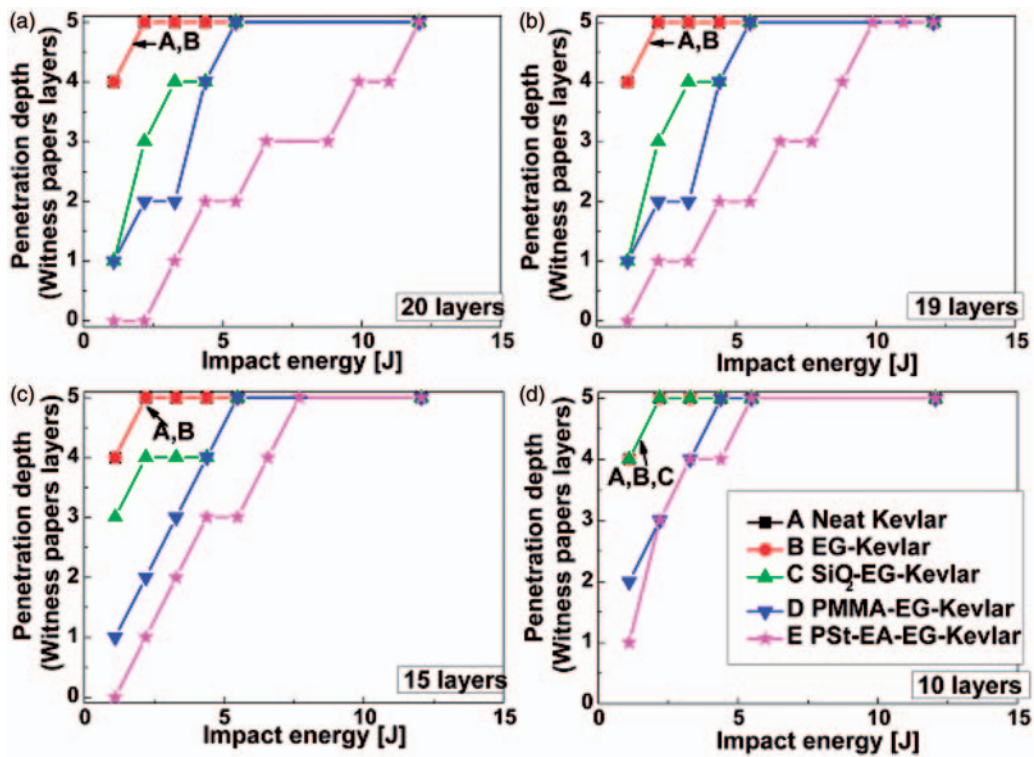 (a)
Penetration depth
(Witness papers layers)
5
4
3
2
1
0
A,B
20 layers
0 5 10 15
Impact energy [J]
(b)
Penetration depth
(Witness papers layers)
5
4
3
2
1
0
A,B
19 layers
0 5 10 15
Impact energy [J]
(c)
Penetration depth
(Witness papers layers)
5
4
3
2
1
0
A,B
15 layers
0 5 10 15
Impact energy [J]
(d)
Penetration depth
(Witness papers layers)
5
4
3
2
1
0
A,B,C
A Neat Kevlar
B EG-Kevlar
C SiO₂-EG-Kevlar
D PMMA-EG-Kevlar
E PSt-EA-EG-Kevlar
10 layers
0 5 10 15
Impact energy [J]